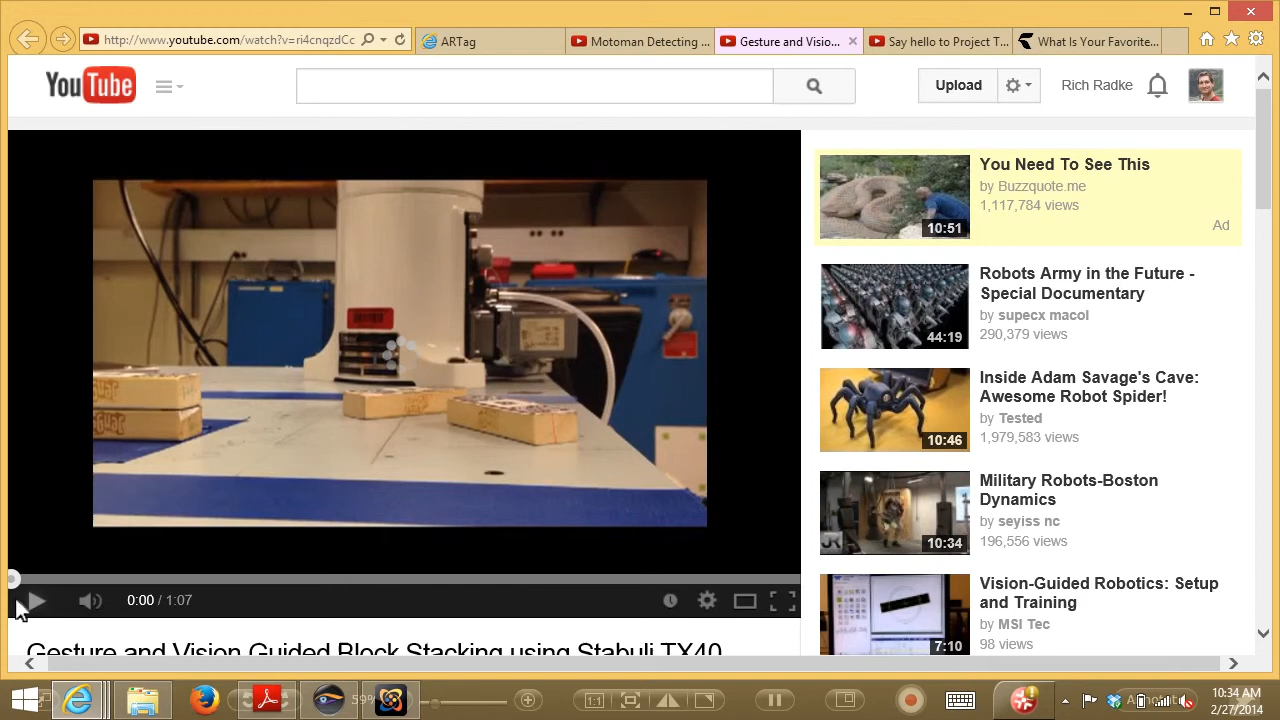 http://www.youtube.com/watch?v=ri4cnqzdCc
ARTag
Motoman Detecting ...
Gesture and Visio...
Say hello to Project T...
What Is Your Favorite...
YouTube
Upload
Rich Radke
You Need To See This
by Buzzquote.me
1,117,784 views
Ad
10:51
Robots Army in the Future -
Special Documentary
by supecx macol
290,379 views
44:19
Inside Adam Savage's Cave:
Awesome Robot Spider!
by Tested
1,979,583 views
10:46
Military Robots-Boston
Dynamics
by seyiss nc
196,556 views
10:34
Vision-Guided Robotics: Setup
and Training
by MSI Tec
98 views
7:10
0:00 / 1:07
Gesture and Vision Guided Block Stacking using Staubli TX40
59%
1:1
10:34 AM
2/27/2014